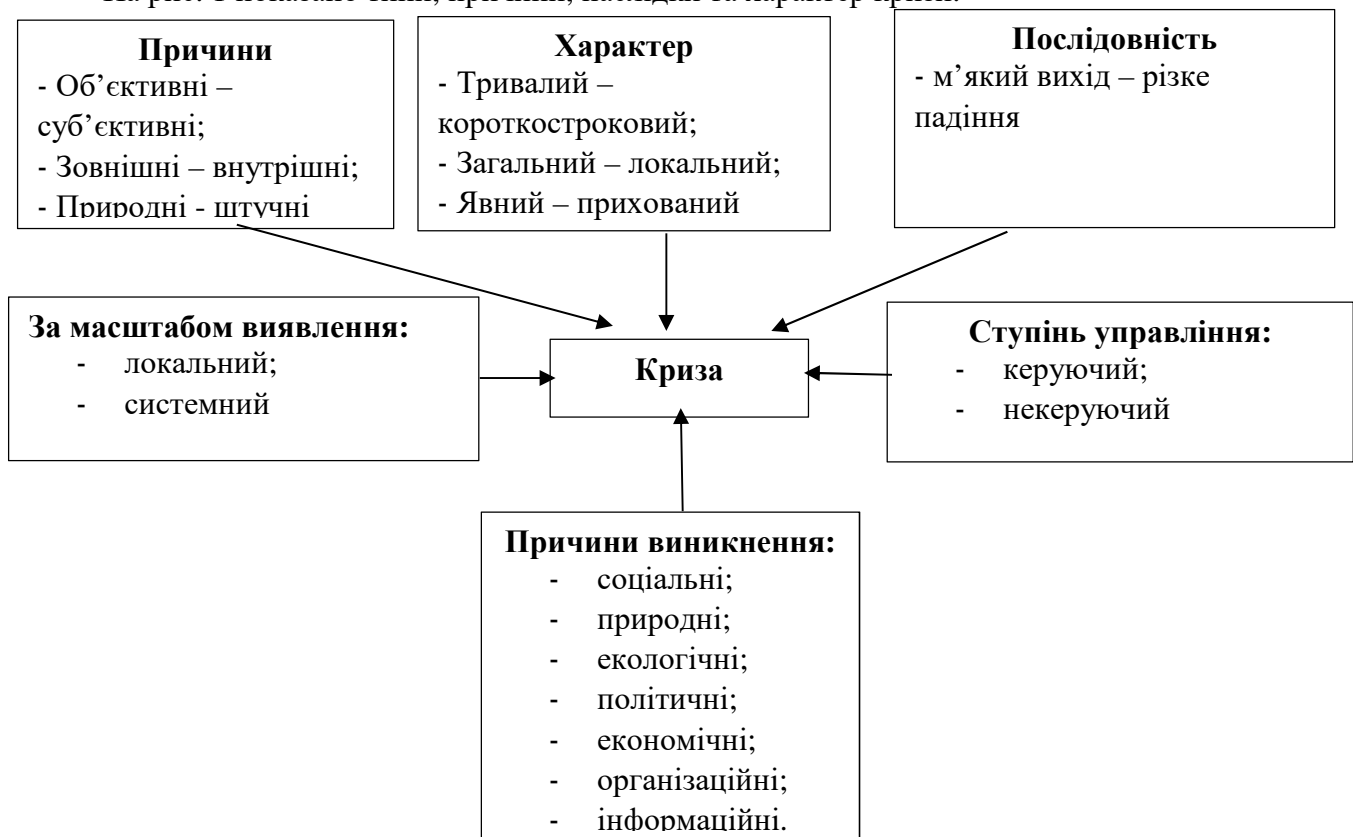 Причини
- Об’єктивні –
суб’єктивні;
- Зовнішні – внутрішні;
- Природні - штучні
Характер
- Тривалий –
короткостроковий;
- Загальний – локальний;
- Явний – прихований
Послідовність
- м’який вихід – різке
падіння
За масштабом виявлення:
- локальний;
- системний
Криза
Ступінь управління:
- керуючий;
- некеруючий
Причини виникнення:
- соціальні;
- природні;
- екологічні;
- політичні;
- економічні;
- організаційні;
- інформаційні.